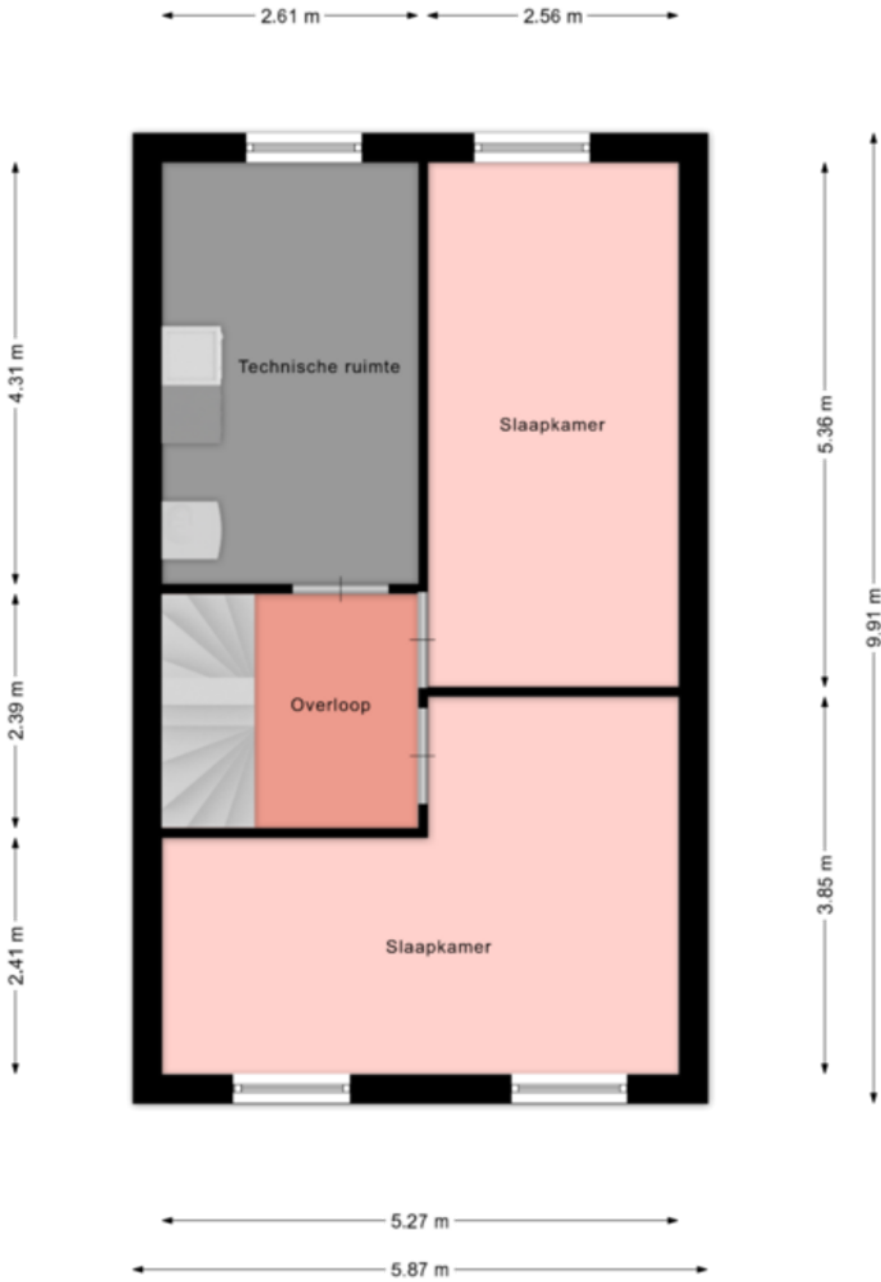 2.61 m
2.56 m
4.31 m
Technische ruimte
Slaapkamer
5.36 m
9.91 m
2.39 m
Overloop
3.85 m
2.41 m
Slaapkamer
5.27 m
5.87 m